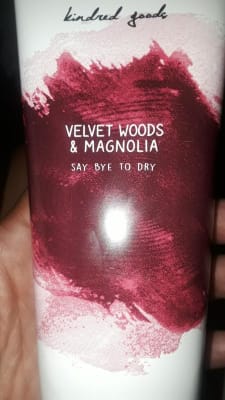 kindred goods
VELVET WOODS
& MAGNOLIA
SAY BYE TO DRY